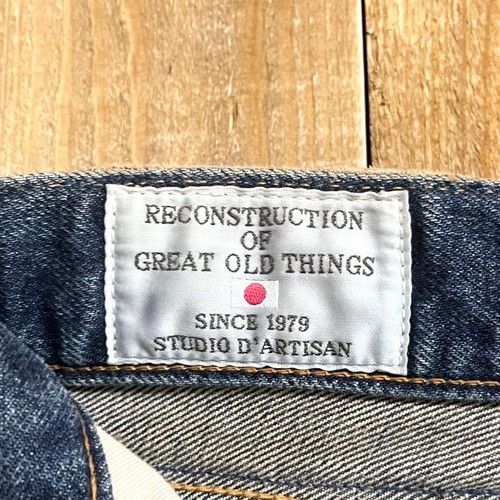 RECONSTRUCTION
OF
GREAT OLD THINGS
SINCE 1979
STUDIO D'ARTISAN